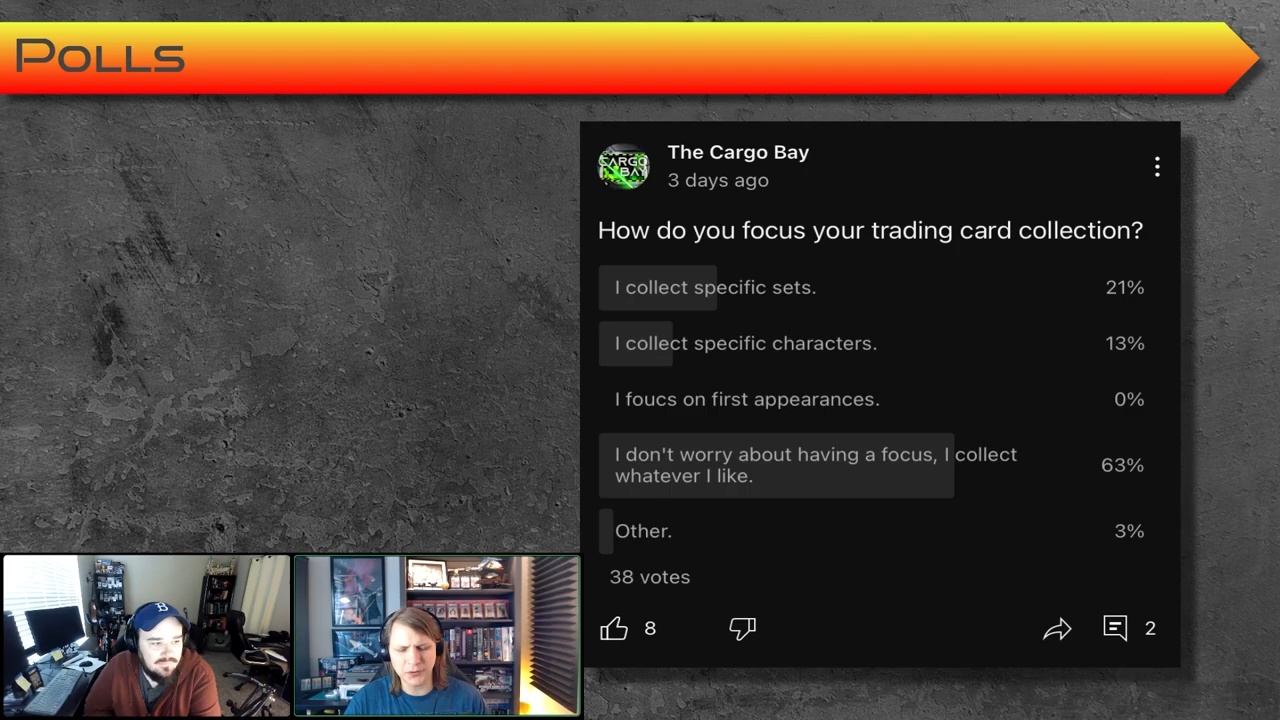 Polls
The Cargo Bay
3 days ago
CARGO
BAY
How do you focus your trading card collection?
I collect specific sets.
21%
I collect specific characters.
13%
I foucs on first appearances.
0%
I don't worry about having a focus, I collect
whatever I like.
63%
Other.
3%
38 votes
8
2
B